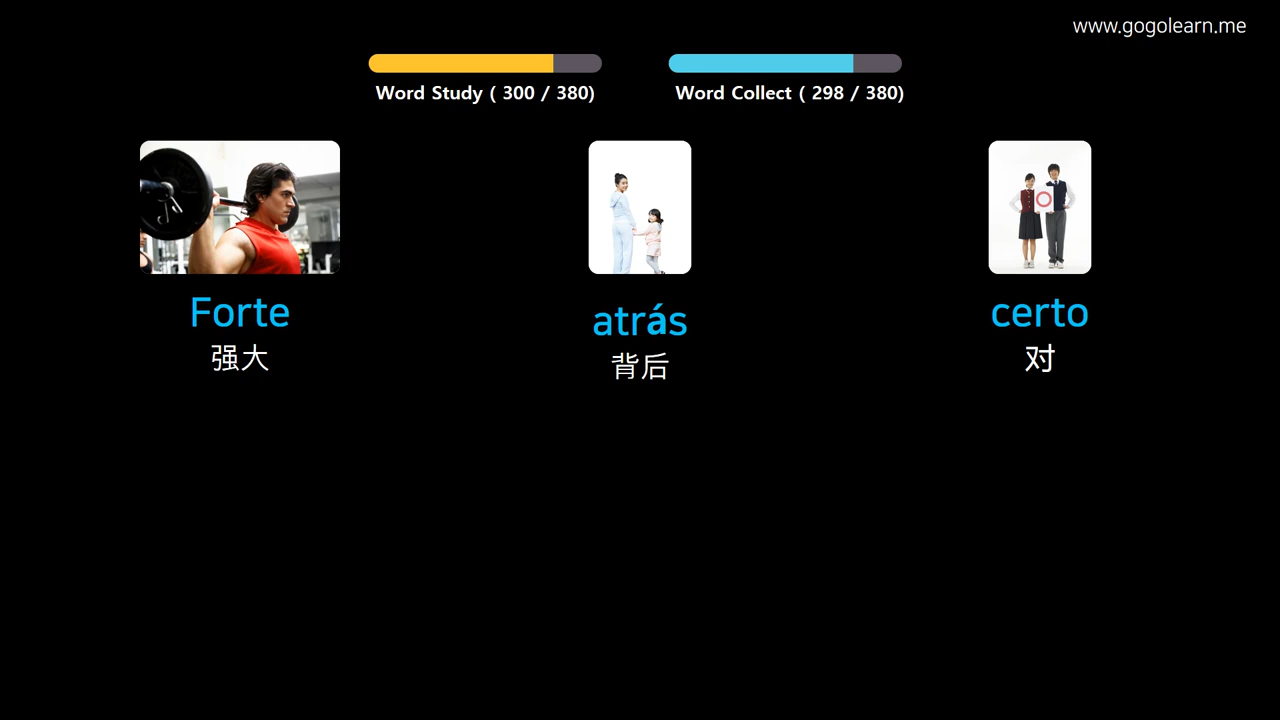 www.gogolearn.me
Word Study ( 300 / 380)
Word Collect ( 298 / 380)
Forte
强大
atrás
背后
certo
对